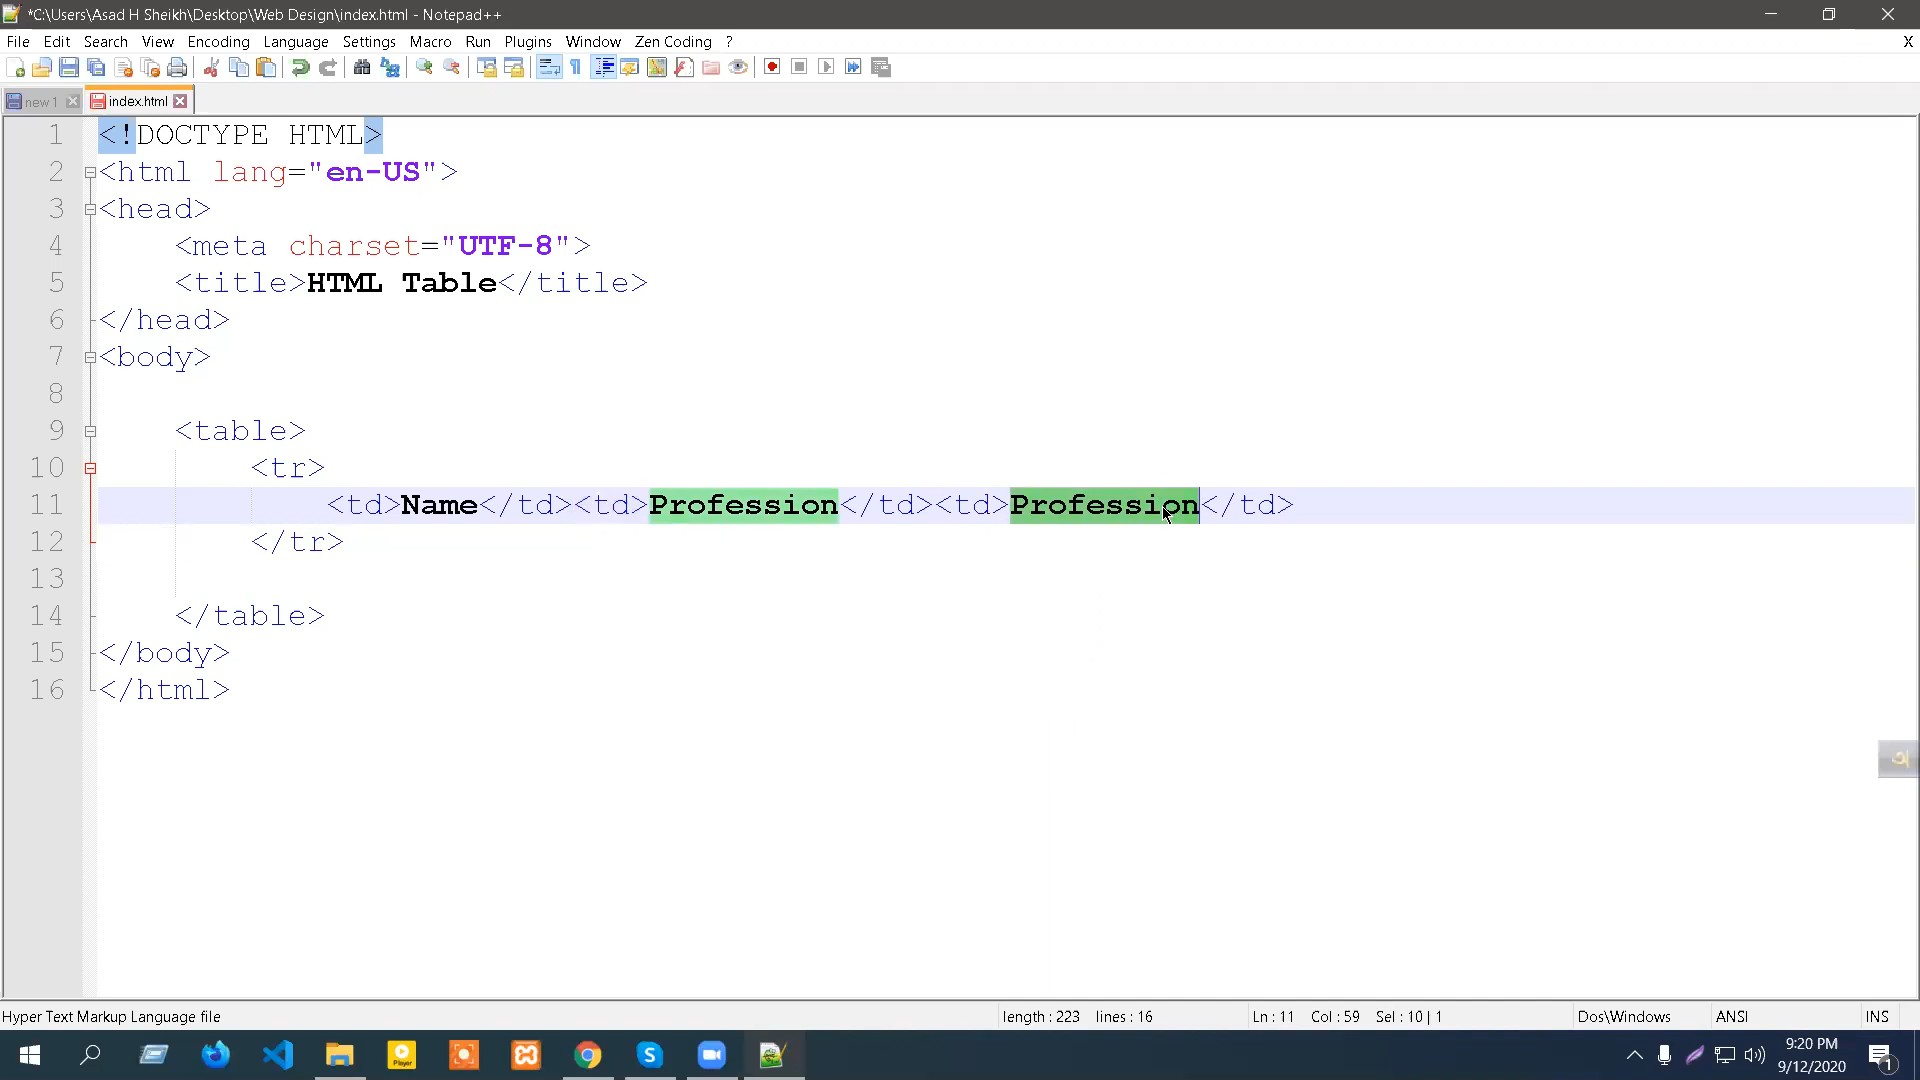 *C:\Users\Asad H Sheikh\Desktop\Web Design\index.html - Notepad++
File Edit Search View Encoding Language Settings Macro Run Plugins Window Zen Coding ? X
new 1 index.html
1 <!DOCTYPE HTML>
2 <html lang="en-US">
3 <head>
4 <meta charset="UTF-8">
5 <title>HTML Table</title>
6 </head>
7 <body>
8
9 <table>
10 <tr>
11 <td>Name</td><td>Profession</td><td>Profession</td>
12 </tr>
13
14 </table>
15 </body>
16 </html>
Hyper Text Markup Language file length : 223 lines : 16 Ln : 11 Col : 59 Sel : 10 | 1 Dos\Windows ANSI INS
9:20 PM
9/12/2020
1